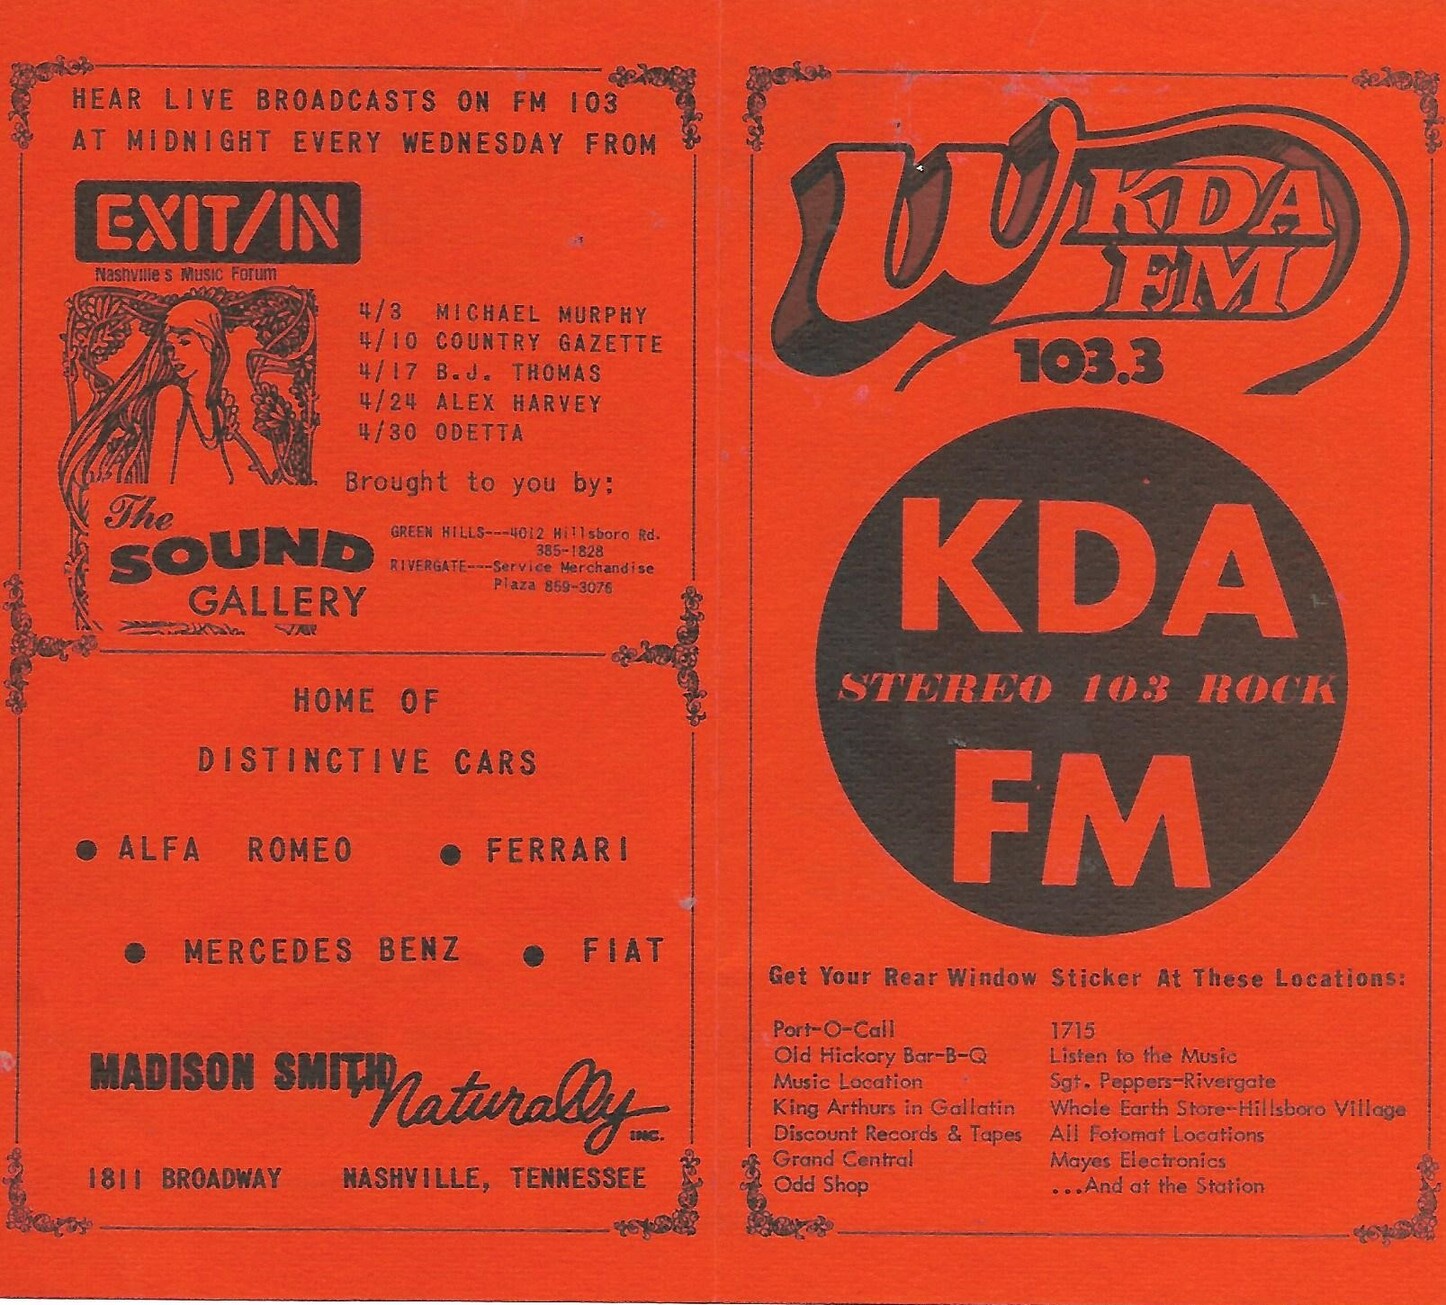 HEAR LIVE BROADCASTS ON FM 103
AT MIDNIGHT EVERY WEDNESDAY FROM
EXIT/IN
Nashville's Music Forum
4/3 MICHAEL MURPHY
4/10 COUNTRY GAZETTE
4/17 B.J. THOMAS
4/24 ALEX HARVEY
4/30 ODETTA
Brought to you by:
The
SOUND
GALLERY
GREEN HILLS---4012 Hillsboro Rd.
385-1828
RIVERGATE---Service Merchandise
Plaza 859-3076
HOME OF
DISTINCTIVE CARS
● ALFA ROMEO ● FERRARI
● MERCEDES BENZ ● FIAT
MADISON SMITH Naturally INC.
1811 BROADWAY NASHVILLE, TENNESSEE
WKDA
FM
103.3
KDA
STEREO 103 ROCK
FM
Get Your Rear Window Sticker At These Locations:
Port-O-Call
Old Hickory Bar-B-Q
Music Location
King Arthurs in Gallatin
Discount Records & Tapes
Grand Central
Odd Shop
1715
Listen to the Music
Sgt. Peppers-Rivergate
Whole Earth Store-Hillsboro Village
All Fotomat Locations
Mayes Electronics
...And at the Station